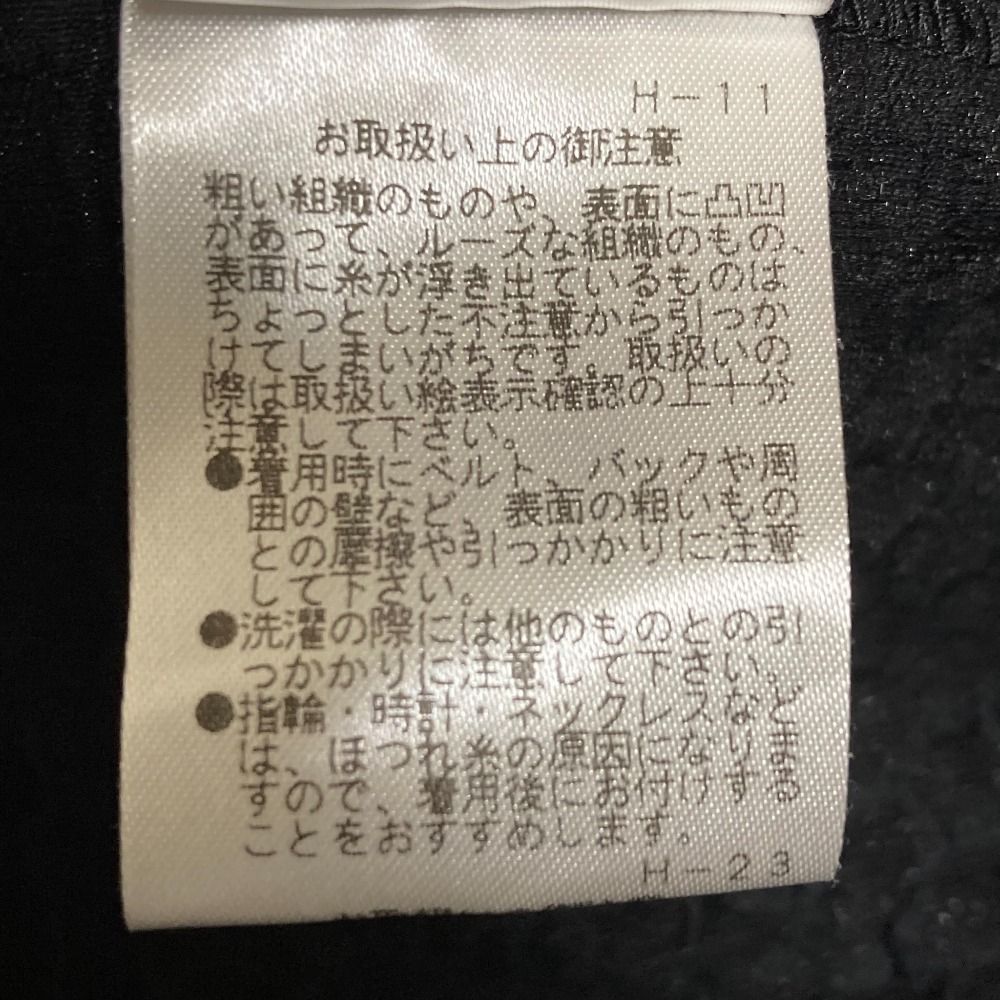 H-11
お取扱い上の御注意
粗い組織のものや、表面に凸凹
があって、ルーズな組織のもの、
表面に糸が浮き出ているものは
ちょっとした不注意から引っか
けてしまいがちです。取扱いの
際は取扱い絵表示確認の上十分
注意して下さい。
●着用時にベルト、バックや周
囲の壁など、表面の粗いもの
との摩擦や引っかかりに注意
して下さい。
●洗濯の際には他のものとの引
っかかりに注意して下さい。
●指輪・時計・ネックレスなど
は、ほつれ糸の原因になりま
すので、着用後にお付けする
ことをおすすめします。
H-23